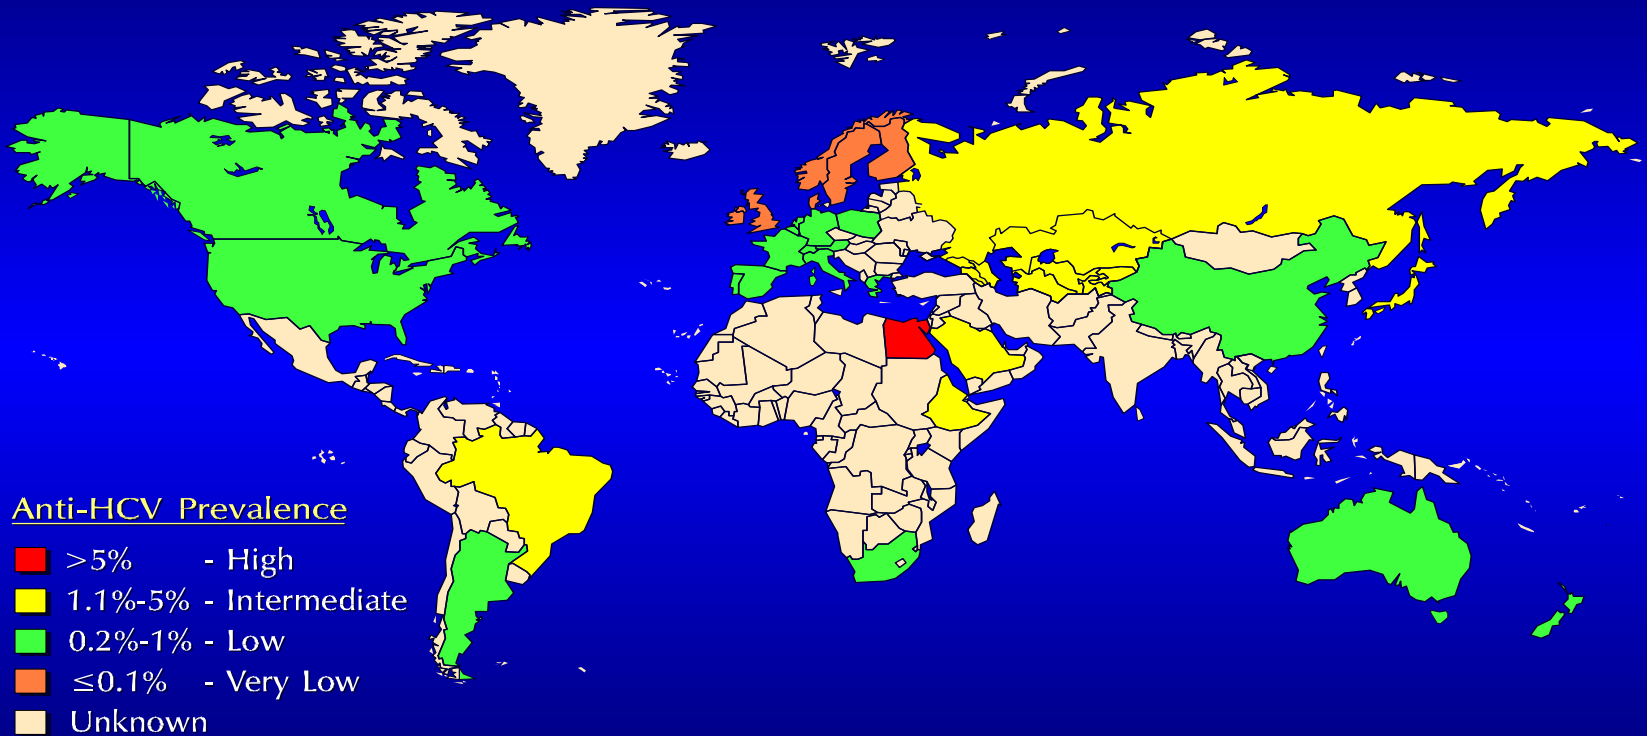 Anti-HCV Prevalence
>5% - High
1.1%-5% - Intermediate
0.2%-1% - Low
≤0.1% - Very Low
Unknown